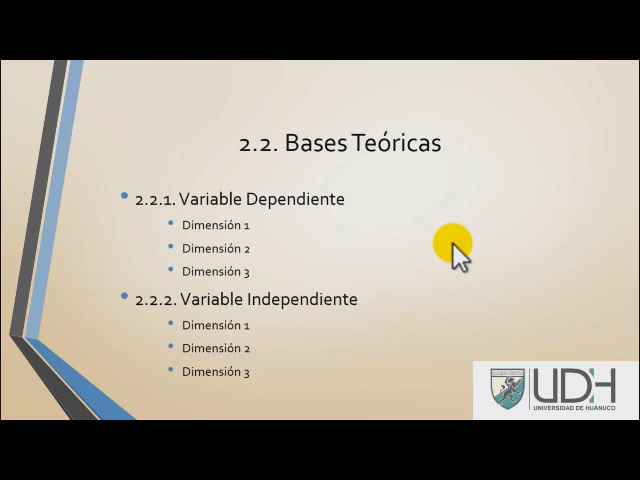 2.2. Bases Teóricas
2.2.1. Variable Dependiente
Dimensión 1
Dimensión 2
Dimensión 3
2.2.2. Variable Independiente
Dimensión 1
Dimensión 2
Dimensión 3
UDH
UNIVERSIDAD DE HUÁNUCO